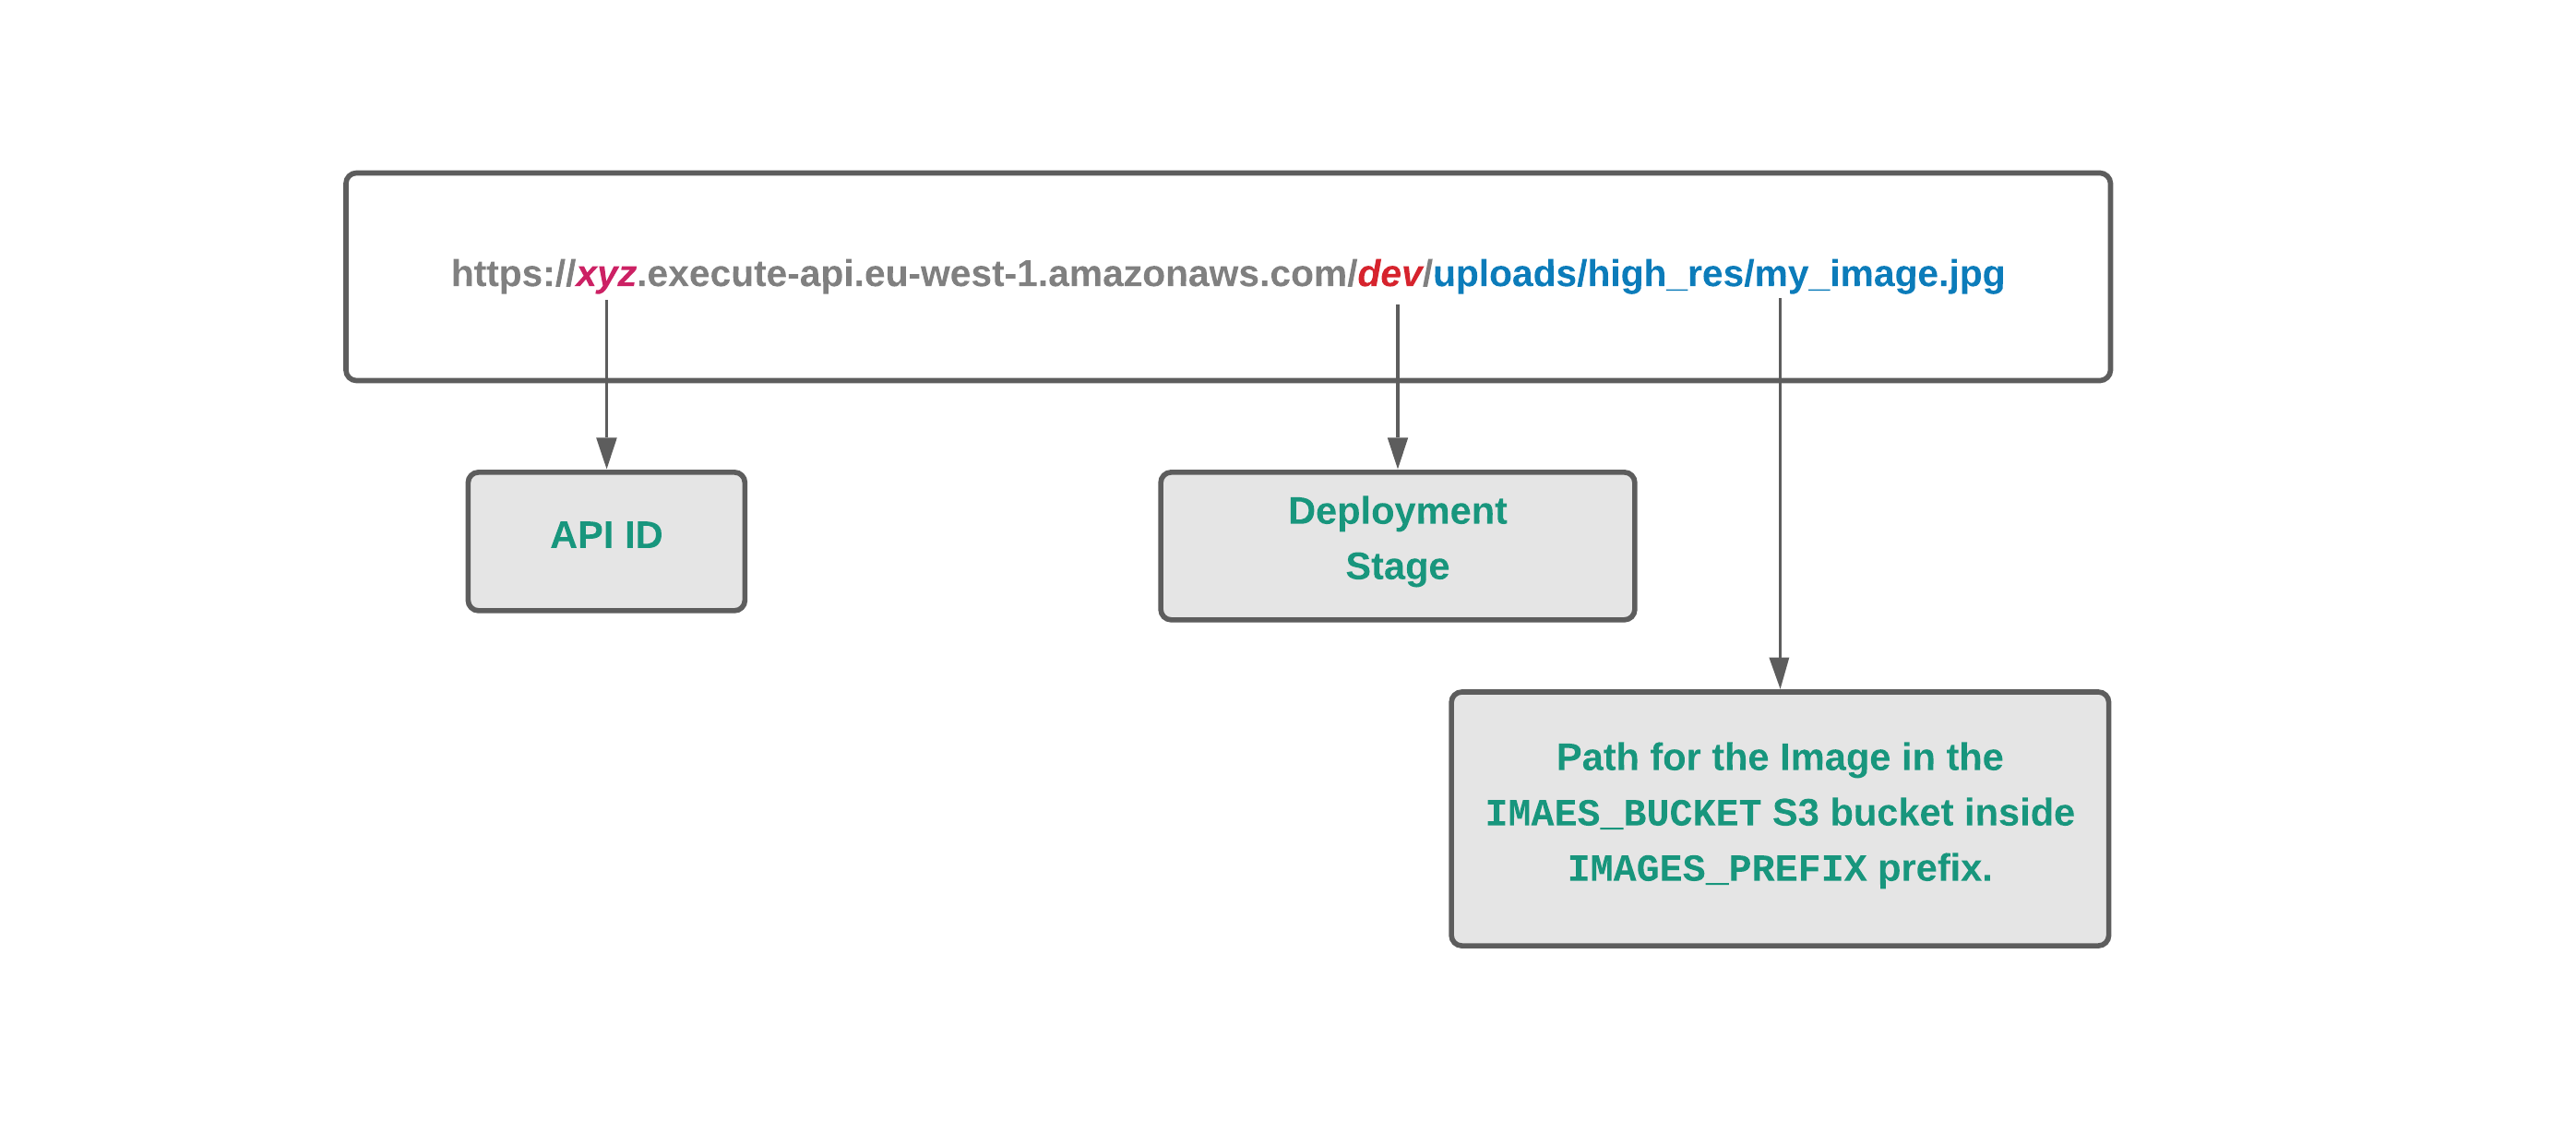 https://xyz.execute-api.eu-west-1.amazonaws.com/dev/uploads/high_res/my_image.jpg
API ID
Deployment
Stage
Path for the Image in the
IMAES_BUCKET S3 bucket inside
IMAGES_PREFIX prefix.